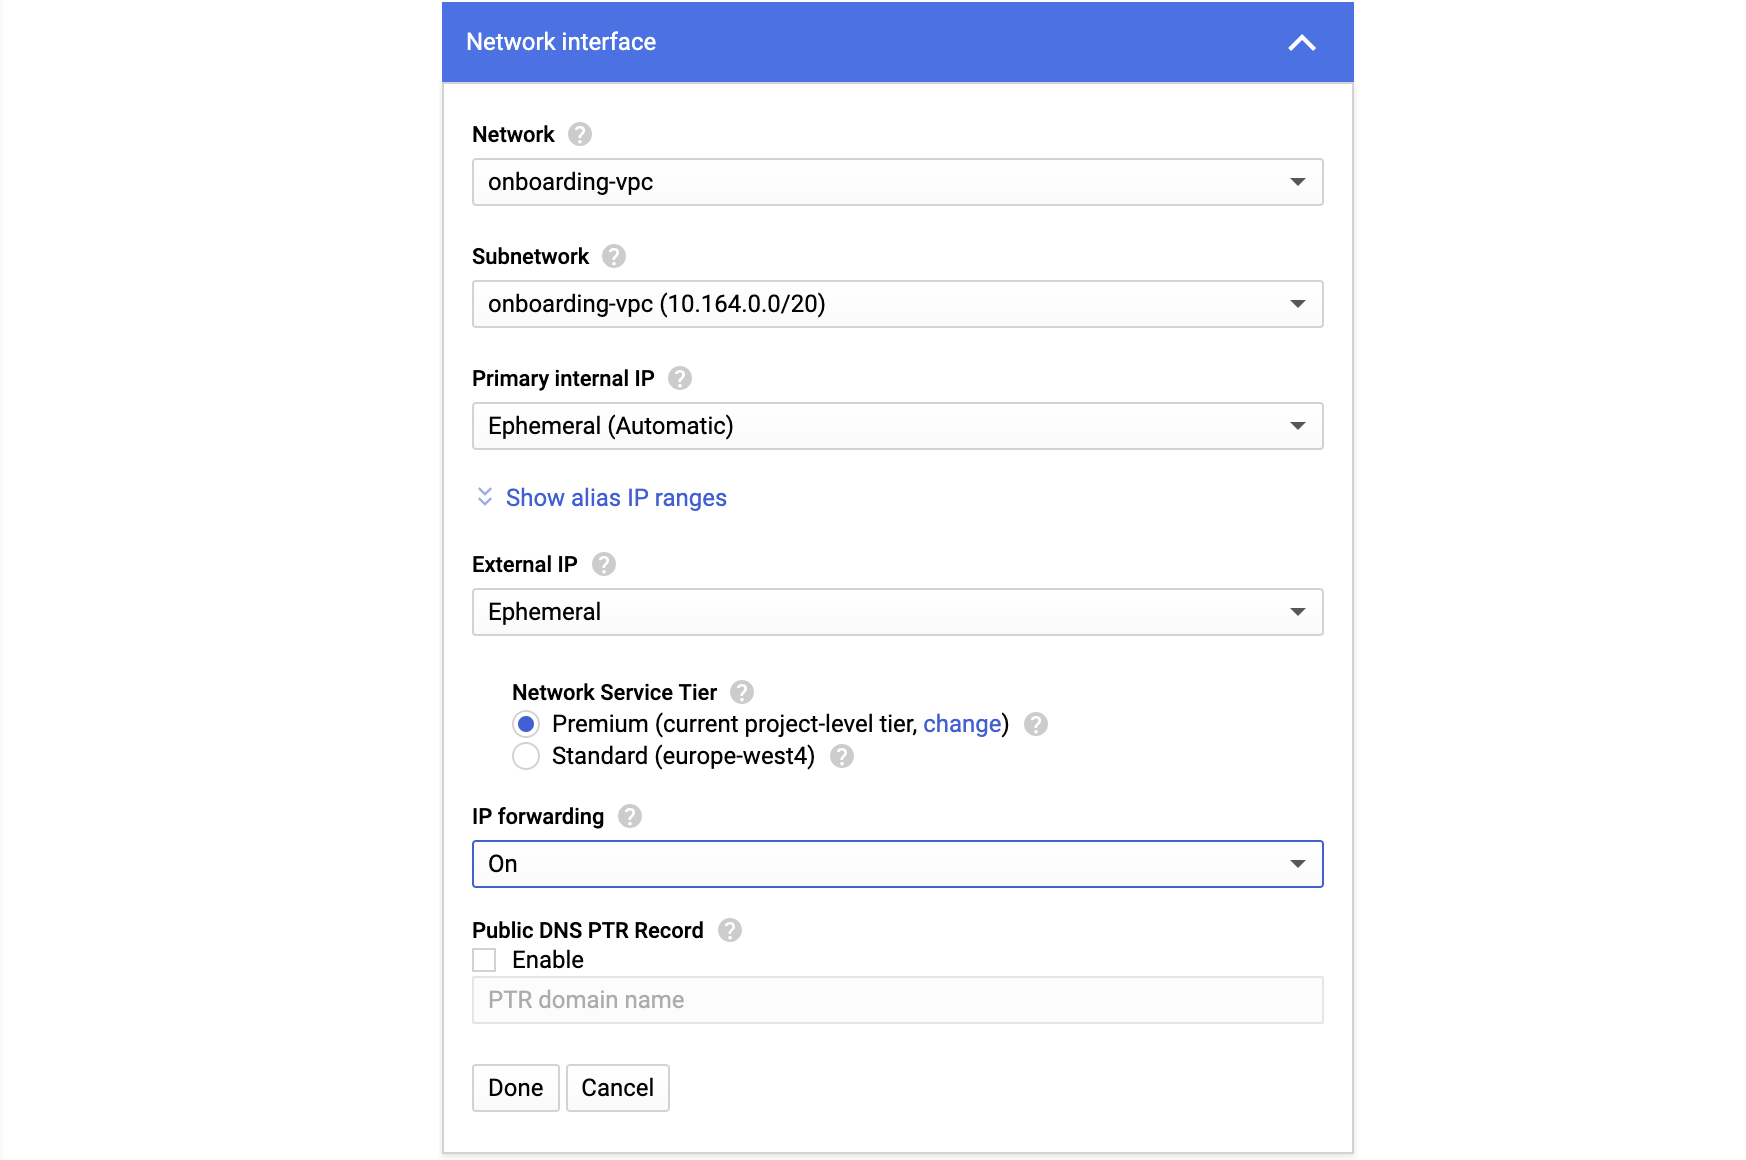 Network interface
Network ?
onboarding-vpc
Subnetwork ?
onboarding-vpc (10.164.0.0/20)
Primary internal IP ?
Ephemeral (Automatic)
Show alias IP ranges
External IP ?
Ephemeral
Network Service Tier ?
Premium (current project-level tier, change) ?
Standard (europe-west4) ?
IP forwarding ?
On
Public DNS PTR Record ?
Enable
PTR domain name
Done Cancel